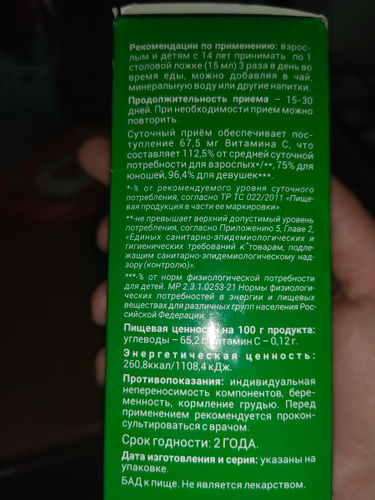 Рекомендации по применению: взрос-
лым и детям с 14 лет принимать по 1
столовой ложке (15 мл) 3 раза в день во
время еды, можно добавляя в чай,
минеральную воду или другие напитки.
Продолжительность приема – 15-30
дней. При необходимости прием можно
повторить.
Суточный приём обеспечивает пос-
тупление 67,5 мг Витамина С, что
составляет 112,5% от средней суточной
потребности для взрослых*/**, 75% для
юношей, 96,4% для девушек***.
*-% от рекомендуемого уровня суточного
потребления, согласно ТР ТС 022/2011 «Пище-
вая продукция в части ее маркировки».
**-не превышает верхний допустимый уровень
потребления, согласно Приложению 5, Главе 2,
«Единых санитарно-эпидемиологических и
гигиенических требований к товарам, подле-
жащим санитарно-эпидемиологическому над-
зору (контролю)».
***-% от норм физиологической потребности
для детей. МР 2.3.1.0253-21 Нормы физиологи-
ческих потребностей в энергии и пищевых
веществах для различных групп населения Рос-
сийской Федерации.
Пищевая ценность на 100 г продукта:
углеводы – 65,2 г, витамин С – 0,12 г.
Энергетическая ценность:
260,8ккал/1108,4 кДж.
Противопоказания: индивидуальная
непереносимость компонентов, бере-
менность, кормление грудью. Перед
применением рекомендуется прокон-
сультироваться с врачом.
Срок годности: 2 ГОДА.
Дата изготовления и серия: указаны на
упаковке.
БАД к пище. Не является лекарством.